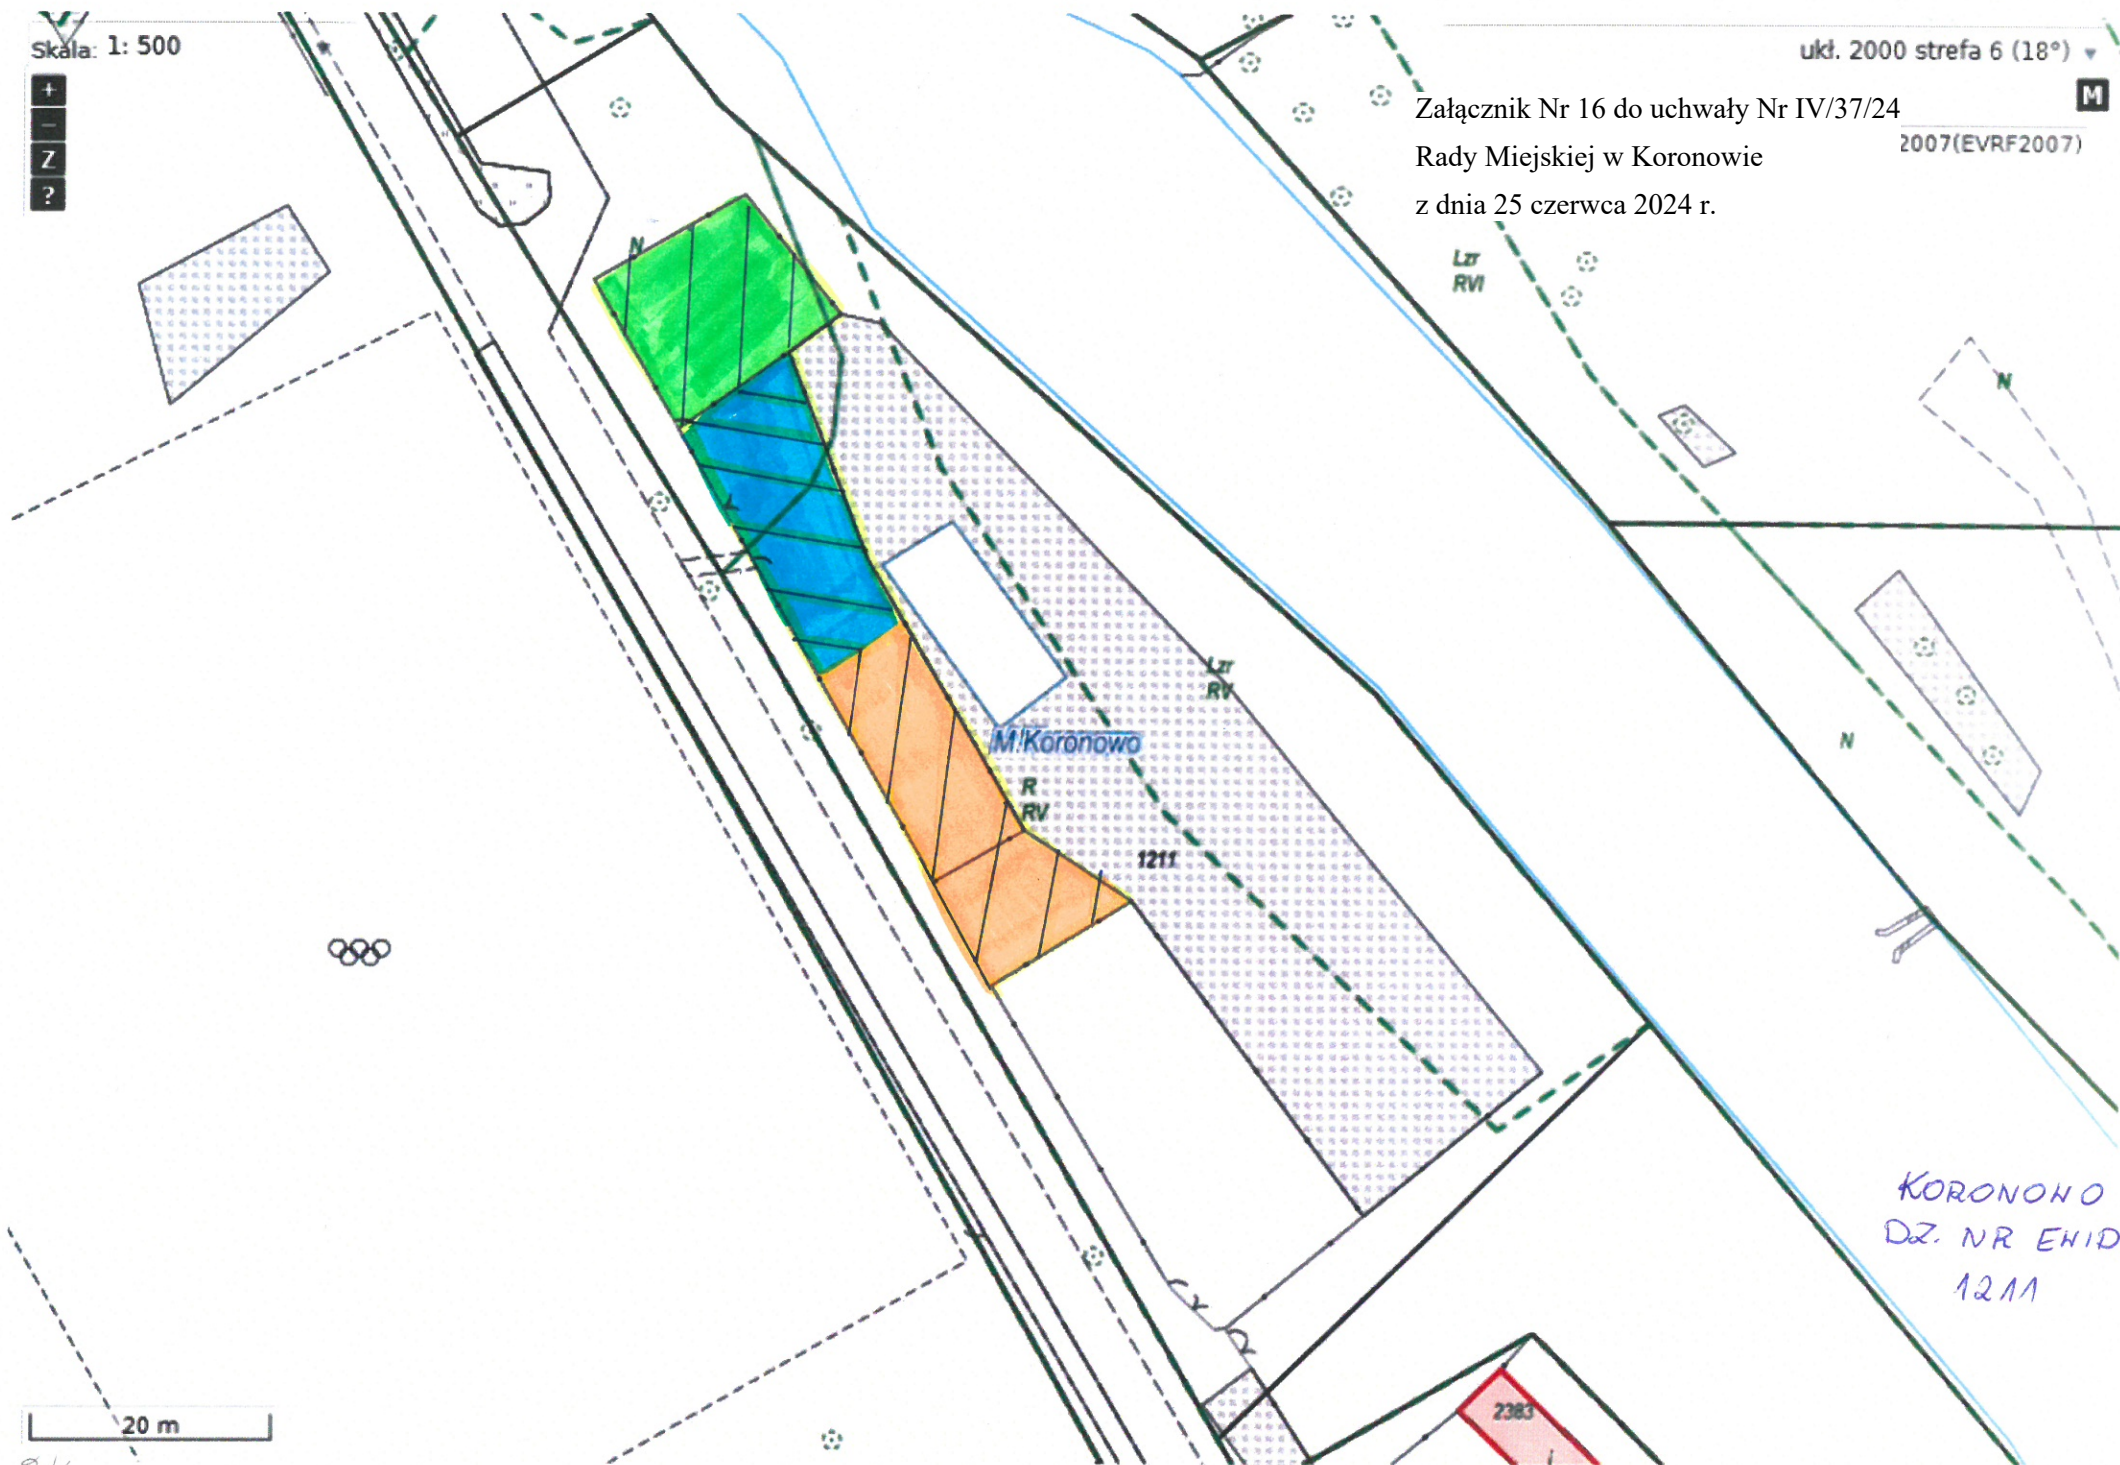 Skala: 1: 500
ukł. 2000 strefa 6 (18°)
+
–
Z
?
M
Załącznik Nr 16 do uchwały Nr IV/37/24
2007(EVRF2007)
Rady Miejskiej w Koronowie
z dnia 25 czerwca 2024 r.
N
Lzr
RVI
N
Lzr
RV
M.Koronowo
N
R
RV
1211
KORONOWO
DZ. NR EWID
1211
2383
i
20 m